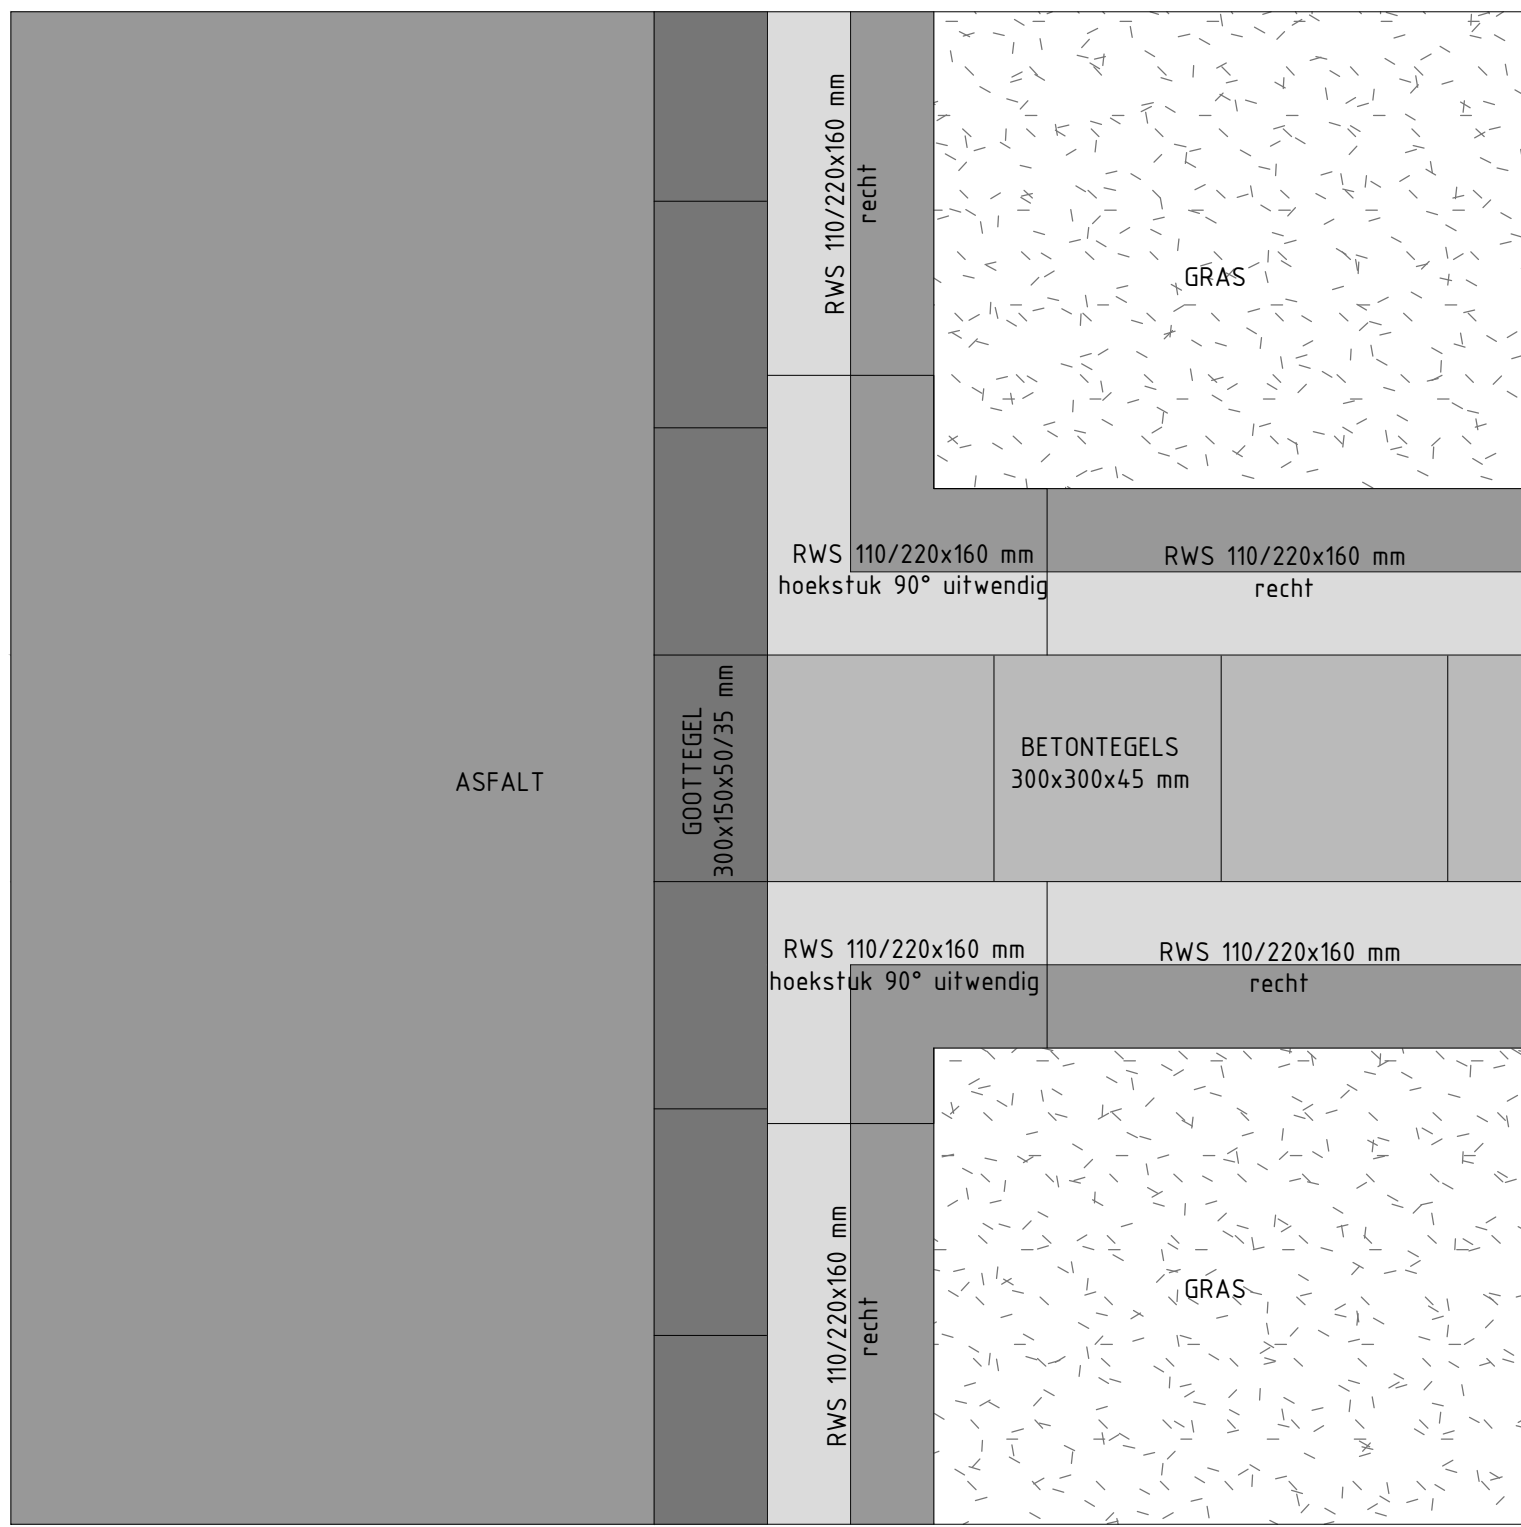 RWS 110/220x160 mm
recht
GRAS
RWS 110/220x160 mm
hoekstuk 90° uitwendig
RWS 110/220x160 mm
recht
ASFALT
GOOTTEGEL
300x150x50/35 mm
BETONTEGELS
300x300x45 mm
RWS 110/220x160 mm
hoekstuk 90° uitwendig
RWS 110/220x160 mm
recht
RWS 110/220x160 mm
recht
GRAS